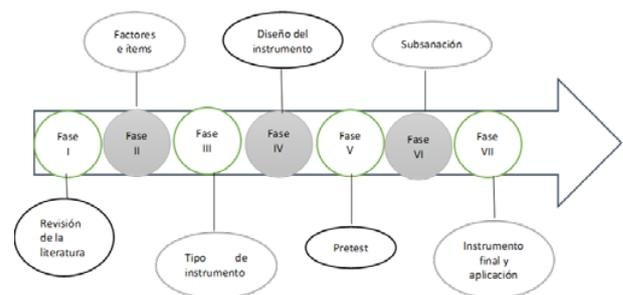 Factores
e items
Diseño del
instrumento
Subsanación
Fase
I
Fase
II
Fase
III
Fase
IV
Fase
V
Fase
VI
Fase
VII
Revisión
de la
literatura
Tipo de
instrumento
Pretest
Instrumento
final y
aplicación